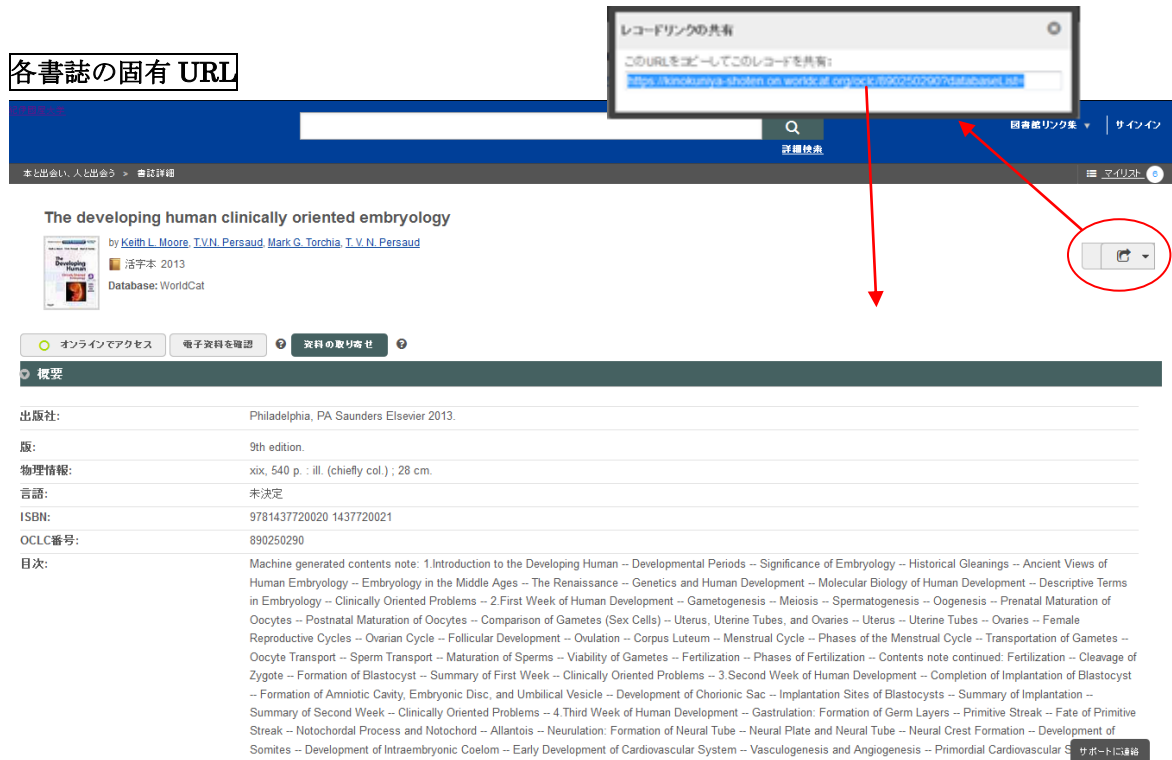 レコードリンクの共有
このURLをコピーしてこのレコードを共有:
https://kinokuniya-shoten.on.worldcat.org/oclc/890250290?databaseList=
各書誌の固有 URL
図書館リンク集 ▼ サインイン
詳細検索
本と出会い、人と出会う > 書誌詳細
マイリスト 6
The developing human clinically oriented embryology
by Keith L. Moore, T.V.N. Persaud, Mark G. Torchia, T. V. N. Persaud
The Developing Human
活字本 2013
Database: WorldCat
オンラインでアクセス 電子資料を確認 ? 資料の取り寄せ ?
概要
出版社: Philadelphia, PA Saunders Elsevier 2013.
版: 9th edition.
物理情報: xix, 540 p. : ill. (chiefly col.) ; 28 cm.
言語: 未決定
ISBN: 9781437720020 1437720021
OCLC番号: 890250290
目次: Machine generated contents note: 1.Introduction to the Developing Human -- Developmental Periods -- Significance of Embryology -- Historical Gleanings -- Ancient Views of
Human Embryology -- Embryology in the Middle Ages -- The Renaissance -- Genetics and Human Development -- Molecular Biology of Human Development -- Descriptive Terms
in Embryology -- Clinically Oriented Problems -- 2.First Week of Human Development -- Gametogenesis -- Meiosis -- Spermatogenesis -- Oogenesis -- Prenatal Maturation of
Oocytes -- Postnatal Maturation of Oocytes -- Comparison of Gametes (Sex Cells) -- Uterus, Uterine Tubes, and Ovaries -- Uterus -- Uterine Tubes -- Ovaries -- Female
Reproductive Cycles -- Ovarian Cycle -- Follicular Development -- Ovulation -- Corpus Luteum -- Menstrual Cycle -- Phases of the Menstrual Cycle -- Transportation of Gametes --
Oocyte Transport -- Sperm Transport -- Maturation of Sperms -- Viability of Gametes -- Fertilization -- Phases of Fertilization -- Contents note continued: Fertilization -- Cleavage of
Zygote -- Formation of Blastocyst -- Summary of First Week -- Clinically Oriented Problems -- 3.Second Week of Human Development -- Completion of Implantation of Blastocyst
-- Formation of Amniotic Cavity, Embryonic Disc, and Umbilical Vesicle -- Development of Chorionic Sac -- Implantation Sites of Blastocysts -- Summary of Implantation --
Summary of Second Week -- Clinically Oriented Problems -- 4.Third Week of Human Development -- Gastrulation: Formation of Germ Layers -- Primitive Streak -- Fate of Primitive
Streak -- Notochordal Process and Notochord -- Allantois -- Neurulation: Formation of Neural Tube -- Neural Plate and Neural Tube -- Neural Crest Formation -- Development of
Somites -- Development of Intraembryonic Coelom -- Early Development of Cardiovascular System -- Vasculogenesis and Angiogenesis -- Primordial Cardiovascular S
サポートに連絡